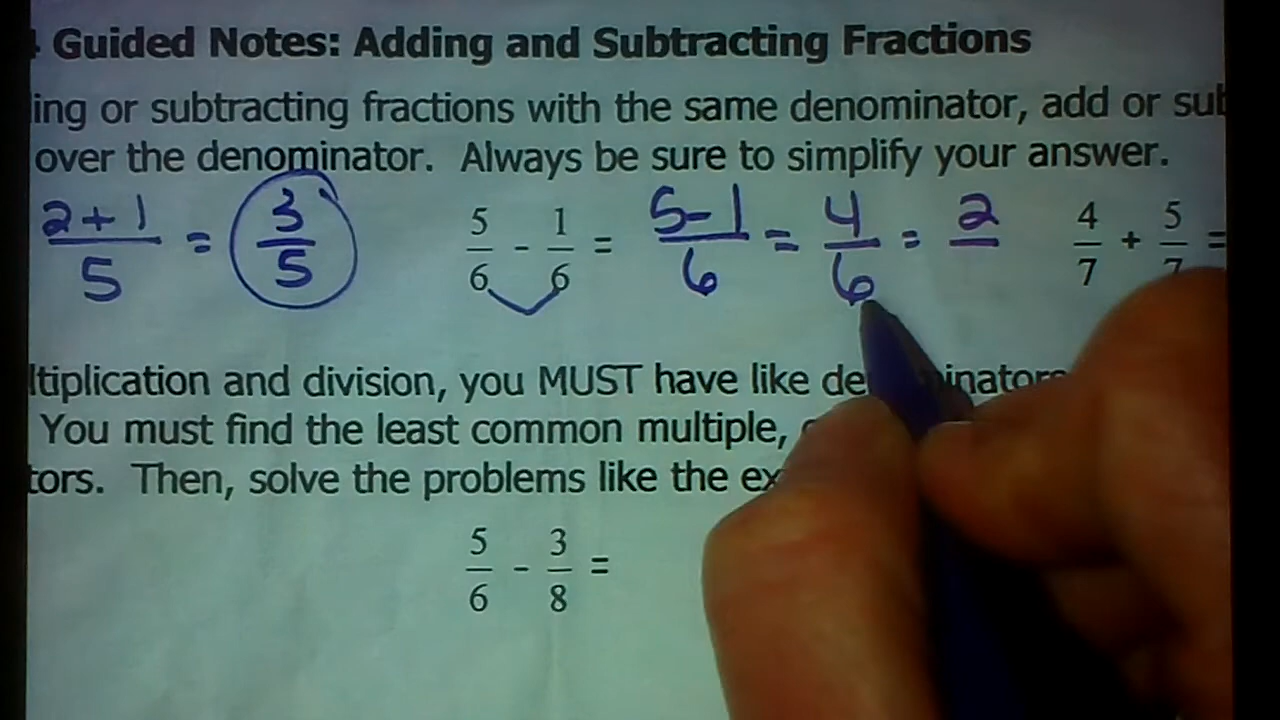 Guided Notes: Adding and Subtracting Fractions
ing or subtracting fractions with the same denominator, add or sub
over the denominator. Always be sure to simplify your answer.
2+1/5 = 3/5 5/6 - 1/6 = 5-1/6 = 4/6 = 2/ 4/7 + 5/7 =
ltiplication and division, you MUST have like
You must find the least common multiple,
tors. Then, solve the problems like the
5/6 - 3/8 =